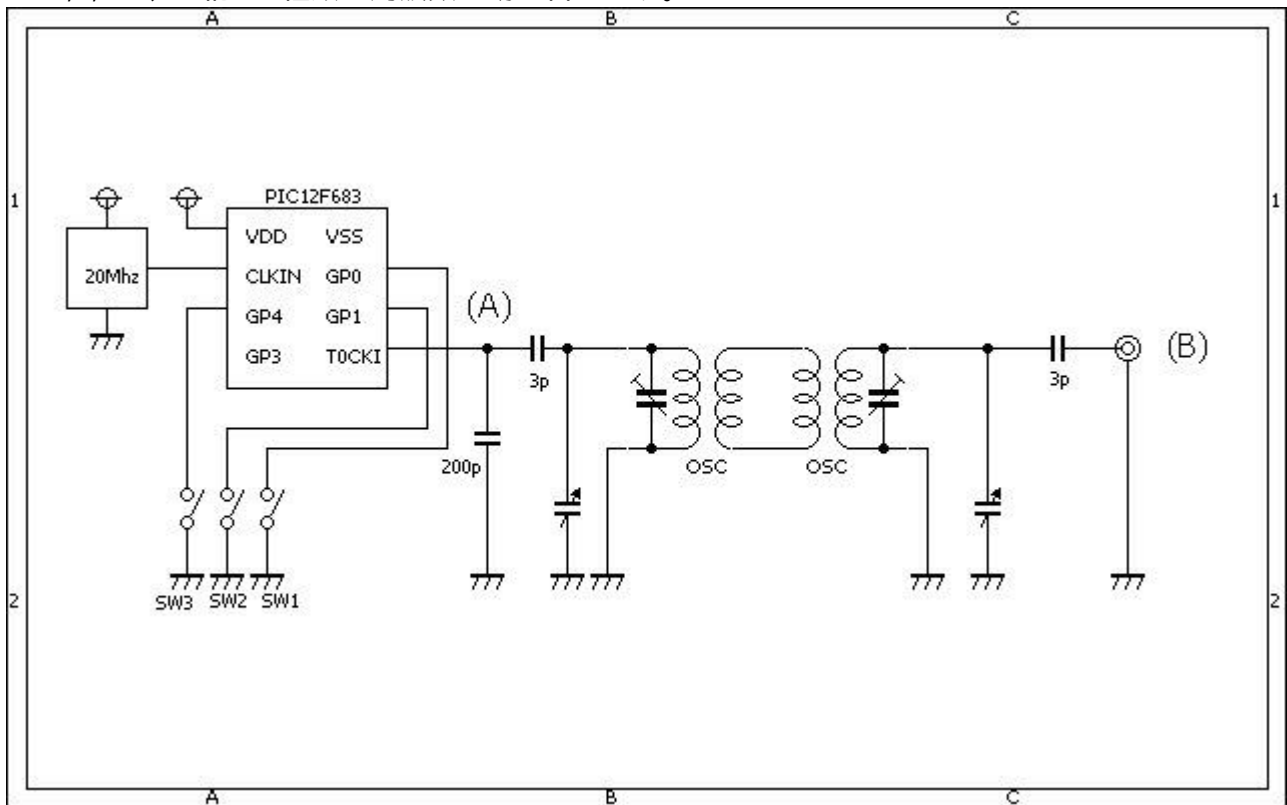 A B C
1 1
PIC12F683
VDD VSS
20Mhz CLKIN GP0
GP4 GP1
(A)
GP3 T0CKI
(B)
3p 3p
200p
OSC OSC
SW3 SW2 SW1
2 2
A B C